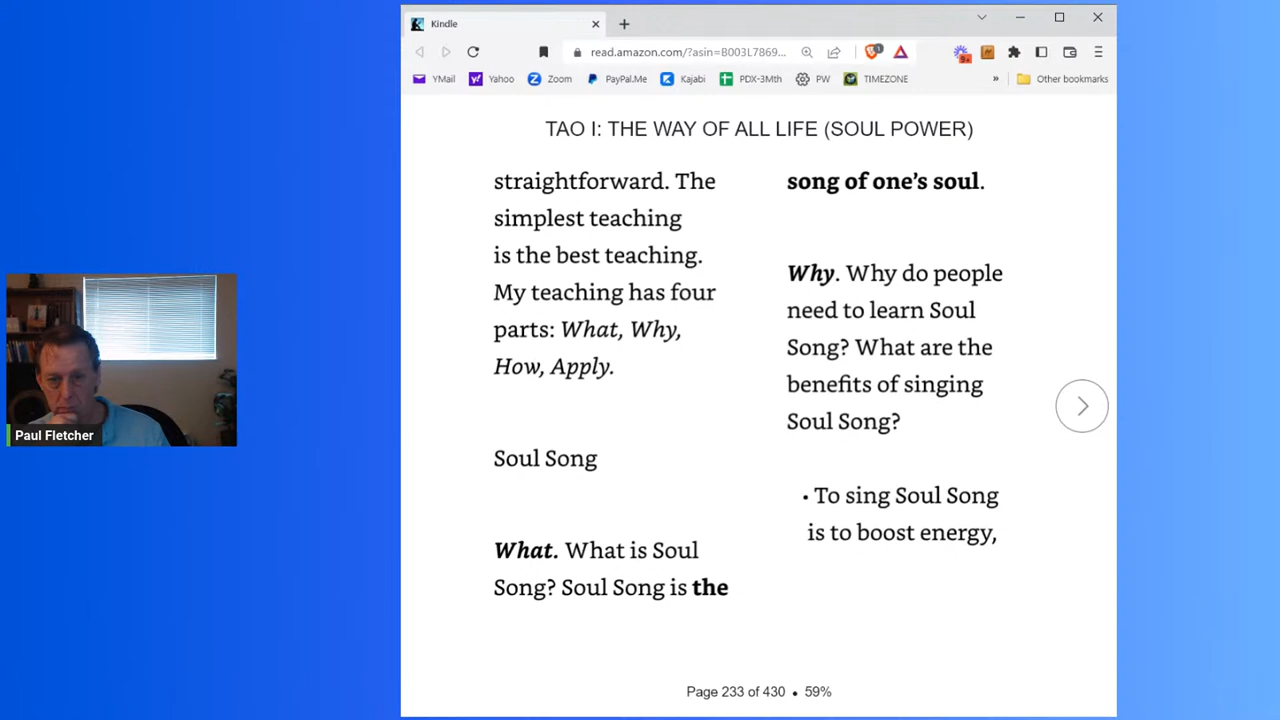 Kindle
read.amazon.com/?asin=B003L7869...
1
9+
YMail
Yahoo
Zoom
PayPal.Me
Kajabi
PDX-3Mth
PW
TIMEZONE
»
Other bookmarks
TAO I: THE WAY OF ALL LIFE (SOUL POWER)
straightforward. The
simplest teaching
is the best teaching.
My teaching has four
parts: What, Why,
How, Apply.
Soul Song
What. What is Soul
Song? Soul Song is the
song of one’s soul.
Why. Why do people
need to learn Soul
Song? What are the
benefits of singing
Soul Song?
• To sing Soul Song
is to boost energy,
Page 233 of 430 • 59%
Paul Fletcher